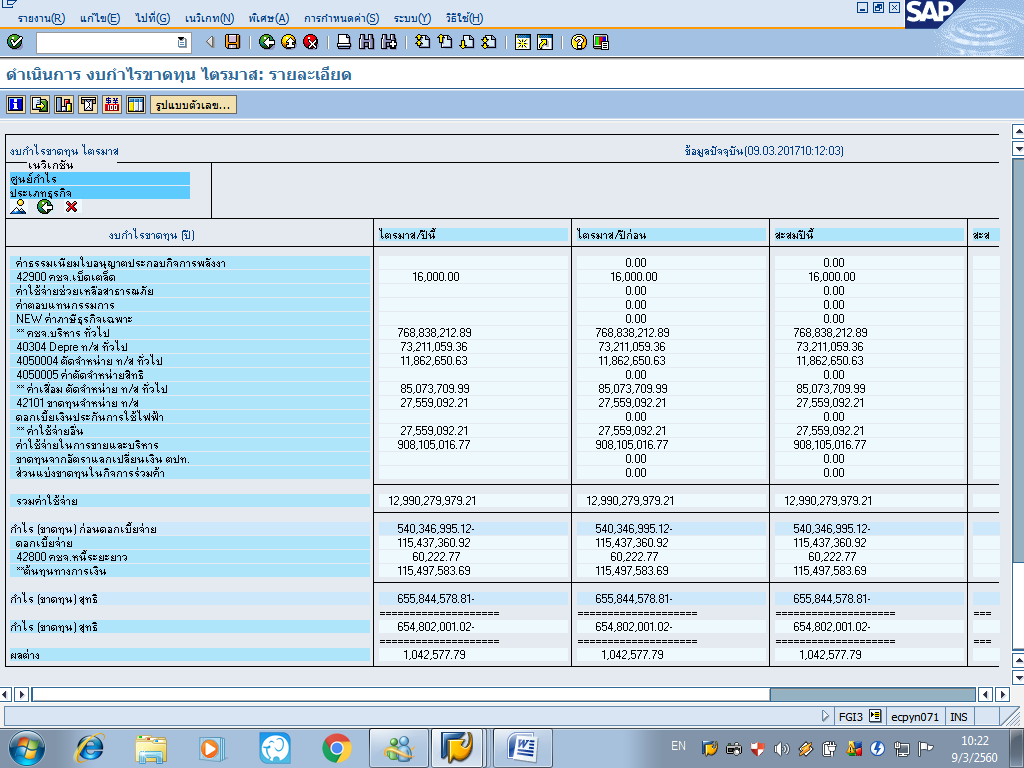 รายงาน(R) แก้ไข(E) ไปที่(G) เนวิเกท(N) พิเศษ(A) การกำหนดค่า(S) ระบบ(Y) วิธีใช้(H)
SAP
ดำเนินการ งบกำไรขาดทุน ไตรมาส: รายละเอียด
รูปแบบตัวเลข...
งบกำไรขาดทุน ไตรมาส ข้อมูลปัจจุบัน(09.03.201710:12:03)
เนวิเกชัน
ศูนย์กำไร
ประเภทธุรกิจ
งบกำไรขาดทุน (ปี) ไตรมาส/ปีนี้ ไตรมาส/ปีก่อน สะสมปีนี้ สะส
ค่าธรรมเนียมใบอนุญาตประกอบกิจการพลังงา 0.00 0.00
42900 คชจ.เบ็ดเตล็ด 16,000.00 16,000.00 16,000.00
ค่าใช้จ่ายช่วยเหลือสาธารณภัย 0.00 0.00
ค่าตอบแทนกรรมการ 0.00 0.00
NEW ค่าภาษีธุรกิจเฉพาะ 0.00 0.00
** คชจ.บริหาร ทั่วไป 768,838,212.89 768,838,212.89 768,838,212.89
40304 Depre ท/ส ทั่วไป 73,211,059.36 73,211,059.36 73,211,059.36
4050004 ตัดจำหน่าย ท/ส ทั่วไป 11,862,650.63 11,862,650.63 11,862,650.63
4050005 ค่าตัดจำหน่ายสิทธิ 0.00 0.00
** ค่าเสื่อม ตัดจำหน่าย ท/ส ทั่วไป 85,073,709.99 85,073,709.99 85,073,709.99
42101 ขาดทุนจำหน่าย ท/ส 27,559,092.21 27,559,092.21 27,559,092.21
ดอกเบี้ยเงินประกันการใช้ไฟฟ้า 0.00 0.00
** ค่าใช้จ่ายอื่น 27,559,092.21 27,559,092.21 27,559,092.21
ค่าใช้จ่ายในการขายและบริหาร 908,105,016.77 908,105,016.77 908,105,016.77
ขาดทุนจากอัตราแลกเปลี่ยนเงิน ตปท. 0.00 0.00
ส่วนแบ่งขาดทุนในกิจการร่วมค้า 0.00 0.00
รวมค่าใช้จ่าย 12,990,279,979.21 12,990,279,979.21 12,990,279,979.21
กำไร (ขาดทุน) ก่อนดอกเบี้ยจ่าย 540,346,995.12- 540,346,995.12- 540,346,995.12-
ดอกเบี้ยจ่าย 115,437,360.92 115,437,360.92 115,437,360.92
42800 คชจ.หนี้ระยะยาว 60,222.77 60,222.77 60,222.77
**ต้นทุนทางการเงิน 115,497,583.69 115,497,583.69 115,497,583.69
กำไร (ขาดทุน) สุทธิ 655,844,578.81- 655,844,578.81- 655,844,578.81-
==================== ==================== ==================== ===
กำไร (ขาดทุน) สุทธิ 654,802,001.02- 654,802,001.02- 654,802,001.02-
==================== ==================== ==================== ===
ผลต่าง 1,042,577.79 1,042,577.79 1,042,577.79
FGI3 ecpyn071 INS
EN 10:22
9/3/2560